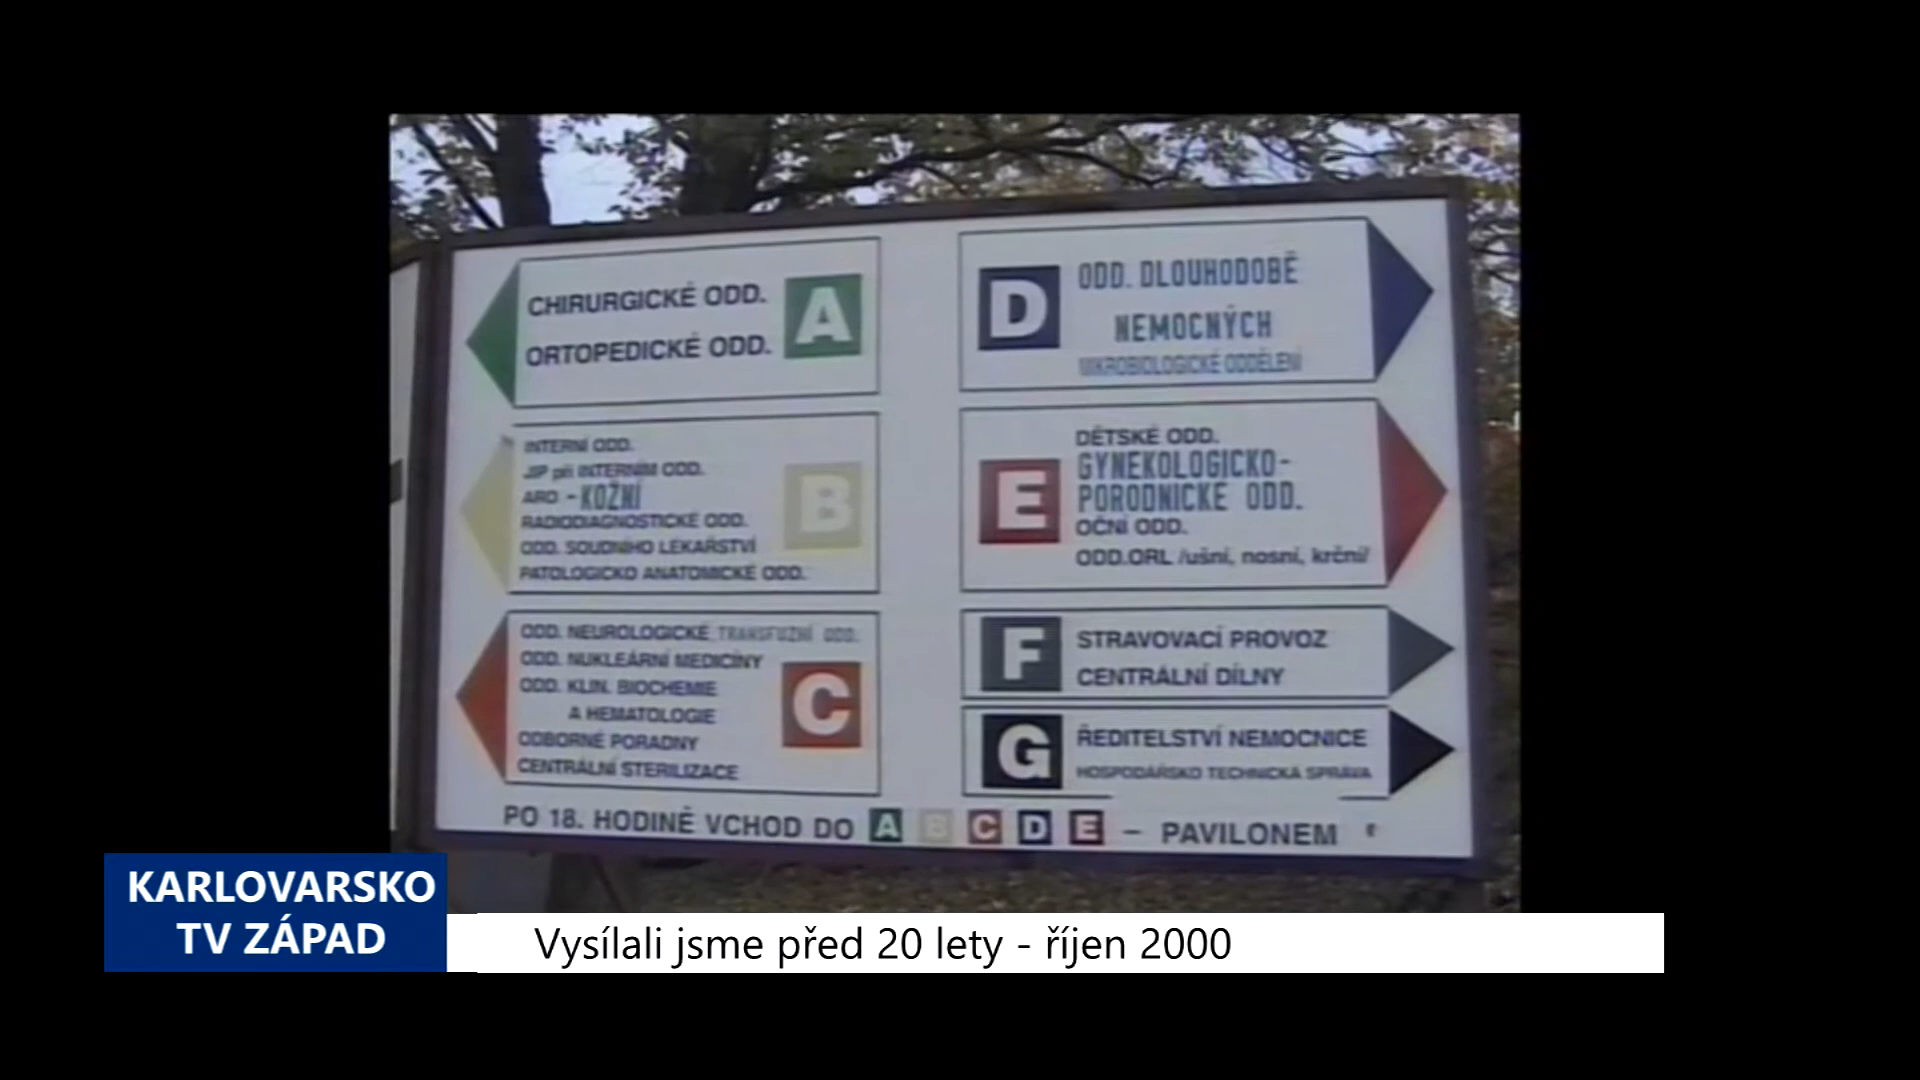 CHIRURGICKÉ ODD.
ORTOPEDICKÉ ODD.
A
INTERNÍ ODD.
JIP při INTERNÍM ODD.
ARO - KOŽNÍ
RADIODIAGNOSTICKÉ ODD.
ODD. SOUDNÍHO LÉKAŘSTVÍ
PATOLOGICKO ANATOMICKÉ ODD.
B
ODD. NEUROLOGICKÉ TRANSFUZNÍ ODD.
ODD. NUKLEÁRNÍ MEDICÍNY
ODD. KLIN. BIOCHEMIE
A HEMATOLOGIE
ODBORNÉ PORADNY
CENTRÁLNÍ STERILIZACE
C
D
ODD. DLOUHODOBĚ
NEMOCNÝCH
MIKROBIOLOGICKÉ ODDĚLENÍ
E
DĚTSKÉ ODD.
GYNEKOLOGICKO-
PORODNICKÉ ODD.
OČNÍ ODD.
ODD.ORL /ušní, nosní, krční/
F
STRAVOVACÍ PROVOZ
CENTRÁLNÍ DÍLNY
G
ŘEDITELSTVÍ NEMOCNICE
HOSPODÁŘSKO TECHNICKÁ SPRÁVA
PO 18. HODINĚ VCHOD DO A B C D E – PAVILONEM
KARLOVARSKO
TV ZÁPAD
Vysílali jsme před 20 lety - říjen 2000